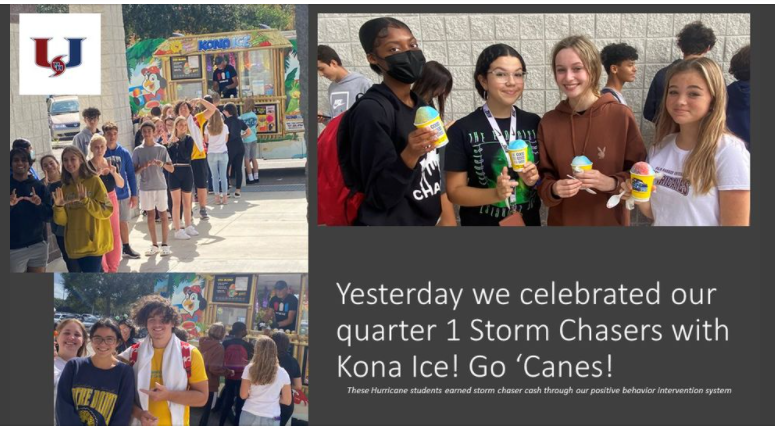 KONA ICE
Yesterday we celebrated our
quarter 1 Storm Chasers with
Kona Ice! Go ‘Canes!
These Hurricane students earned storm chaser cash through our positive behavior intervention system